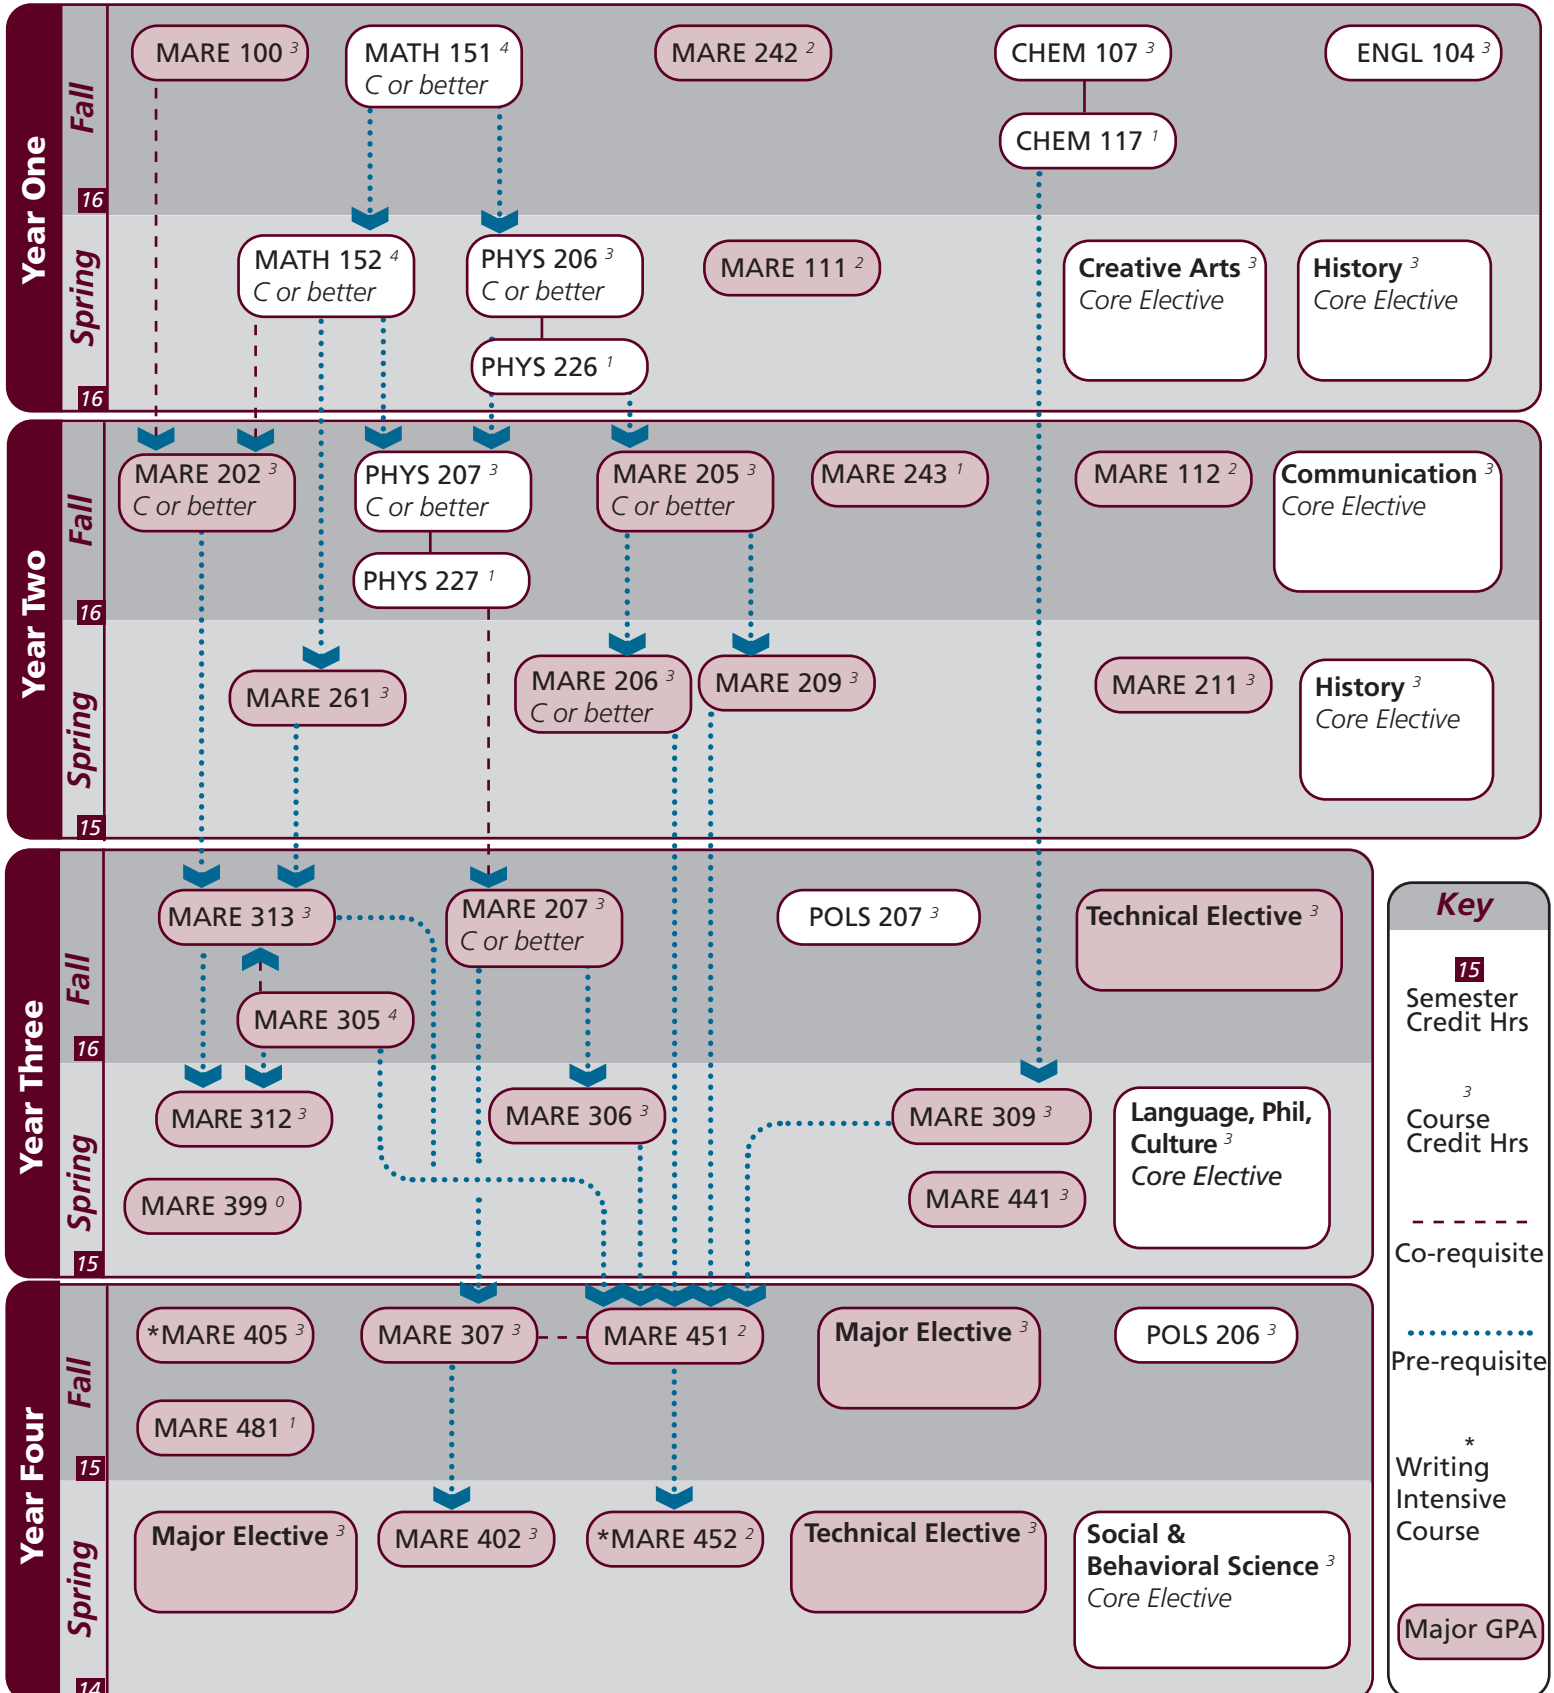 Year One
Fall
16
MARE 100 3
MATH 151 4
C or better
MARE 242 2
CHEM 107 3
CHEM 117 1
ENGL 104 3
Spring
16
MATH 152 4
C or better
PHYS 206 3
C or better
PHYS 226 1
MARE 111 2
Creative Arts 3
Core Elective
History 3
Core Elective
Year Two
Fall
16
MARE 202 3
C or better
PHYS 207 3
C or better
PHYS 227 1
MARE 205 3
C or better
MARE 243 1
MARE 112 2
Communication 3
Core Elective
Spring
15
MARE 261 3
MARE 206 3
C or better
MARE 209 3
MARE 211 3
History 3
Core Elective
Year Three
Fall
16
MARE 313 3
MARE 305 4
MARE 207 3
C or better
POLS 207 3
Technical Elective 3
Spring
15
MARE 312 3
MARE 399 0
MARE 306 3
MARE 309 3
MARE 441 3
Language, Phil,
Culture 3
Core Elective
Year Four
Fall
15
*MARE 405 3
MARE 481 1
MARE 307 3
MARE 451 2
Major Elective 3
POLS 206 3
Spring
14
Major Elective 3
MARE 402 3
*MARE 452 2
Technical Elective 3
Social &
Behavioral Science 3
Core Elective
Key
15
Semester
Credit Hrs
3
Course
Credit Hrs
Co-requisite
Pre-requisite
*
Writing
Intensive
Course
Major GPA